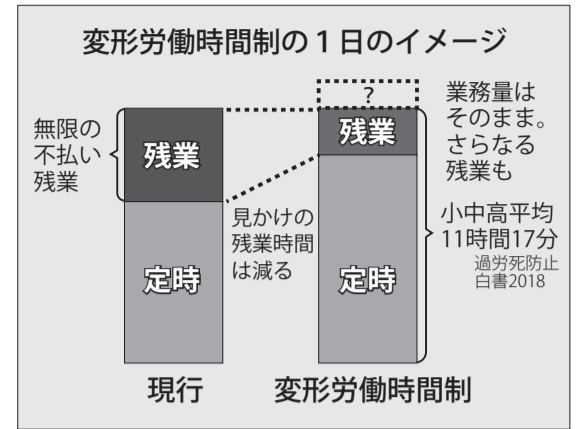 変形労働時間制の1日のイメージ
無限の
不払い
残業
残業
定時
現行
見かけの
残業時間
は減る
?
残業
定時
変形労働時間制
業務量は
そのまま。
さらなる
残業も
小中高平均
11時間17分
過労死防止
白書2018